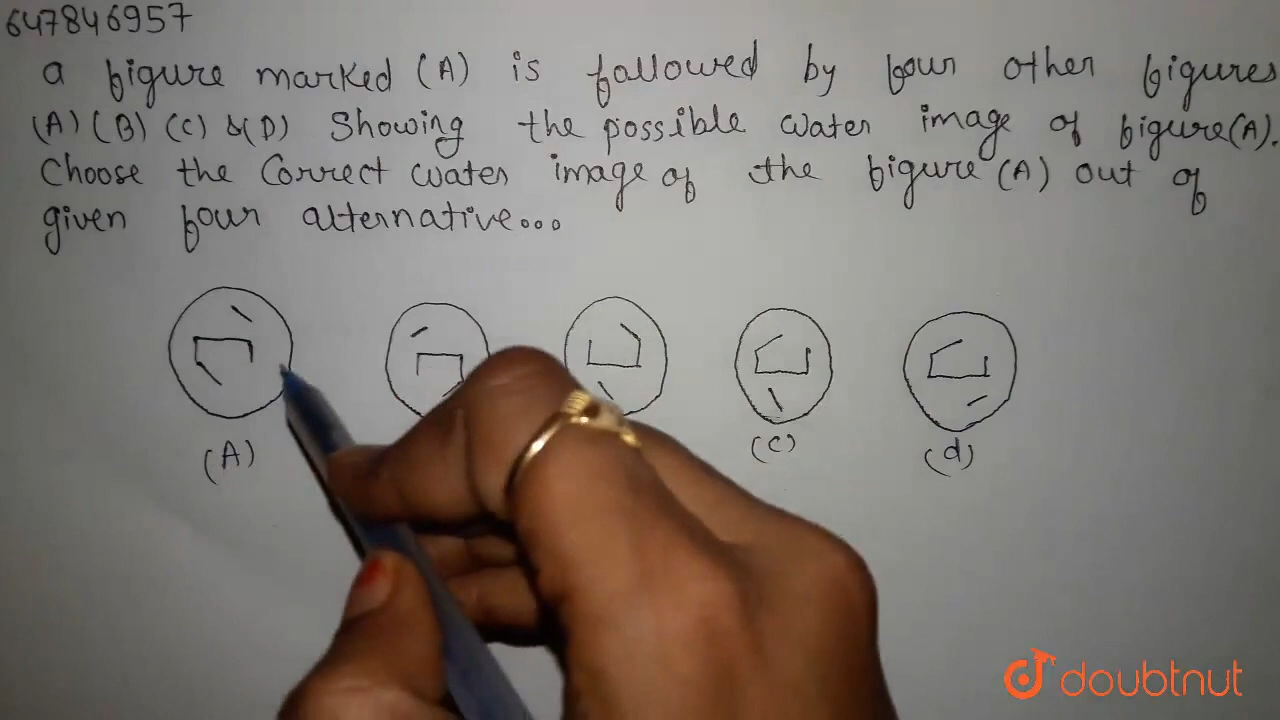 647846957
a figure marked (A) is followed by four other figures
(A) (B) (C) &(D) Showing the possible water image of figure(A).
Choose the Correct water image of the figure (A) out of
given four alternative...
(A) (C) (d)
doubtnut